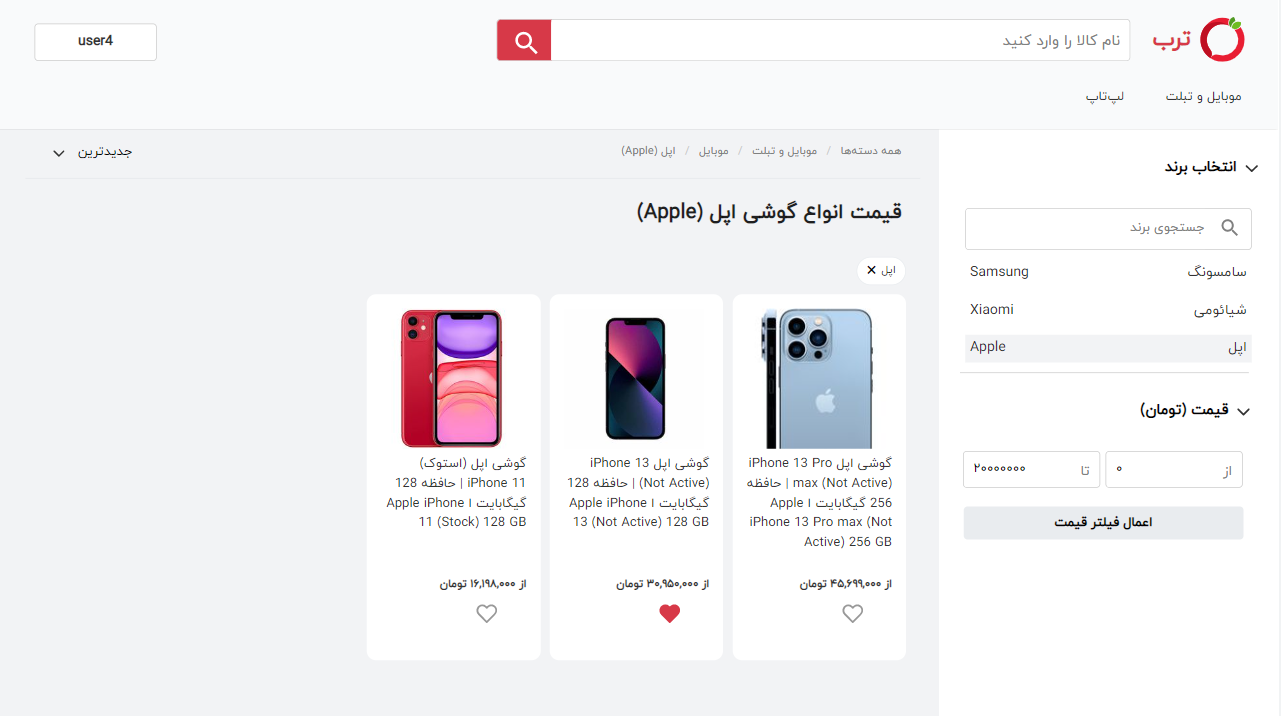 ترب
نام کالا را وارد کنید
user4
موبایل و تبلت
لپ‌تاپ
انتخاب برند
جستجوی برند
سامسونگ Samsung
شیائومی Xiaomi
اپل Apple
قیمت (تومان)
از ۰
تا ۲۰۰۰۰۰۰۰
اعمال فیلتر قیمت
همه دسته‌ها / موبایل و تبلت / موبایل / اپل (Apple)
جدیدترین
قیمت انواع گوشی اپل (Apple)
اپل ✕
گوشی اپل iPhone 13 Pro
max (Not Active) | حافظه
256 گیگابایت ا Apple
iPhone 13 Pro max (Not
Active) 256 GB
از ۴۵,۶۹۹,۰۰۰ تومان
گوشی اپل iPhone 13
(Not Active) | حافظه 128
گیگابایت ا Apple iPhone
13 (Not Active) 128 GB
از ۳۰,۹۵۰,۰۰۰ تومان
گوشی اپل (استوک)
iPhone 11 | حافظه 128
گیگابایت ا Apple iPhone
11 (Stock) 128 GB
از ۱۶,۱۹۸,۰۰۰ تومان